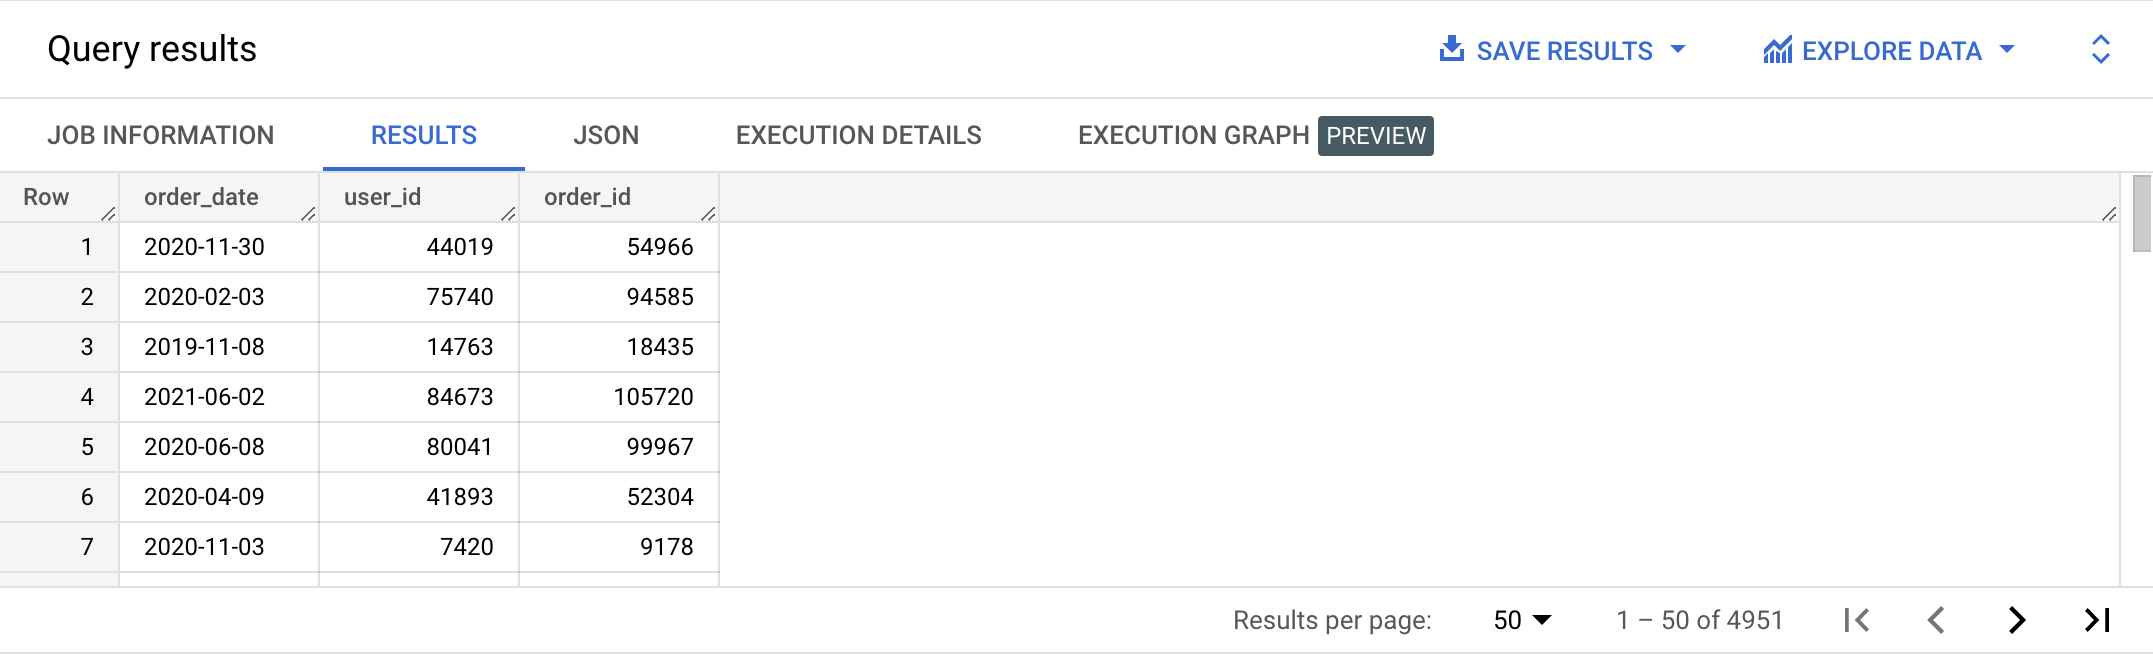 Query results
SAVE RESULTS
EXPLORE DATA
JOB INFORMATION RESULTS JSON EXECUTION DETAILS EXECUTION GRAPH PREVIEW
Row order_date user_id order_id
1 2020-11-30 44019 54966
2 2020-02-03 75740 94585
3 2019-11-08 14763 18435
4 2021-06-02 84673 105720
5 2020-06-08 80041 99967
6 2020-04-09 41893 52304
7 2020-11-03 7420 9178
Results per page: 50 1 – 50 of 4951